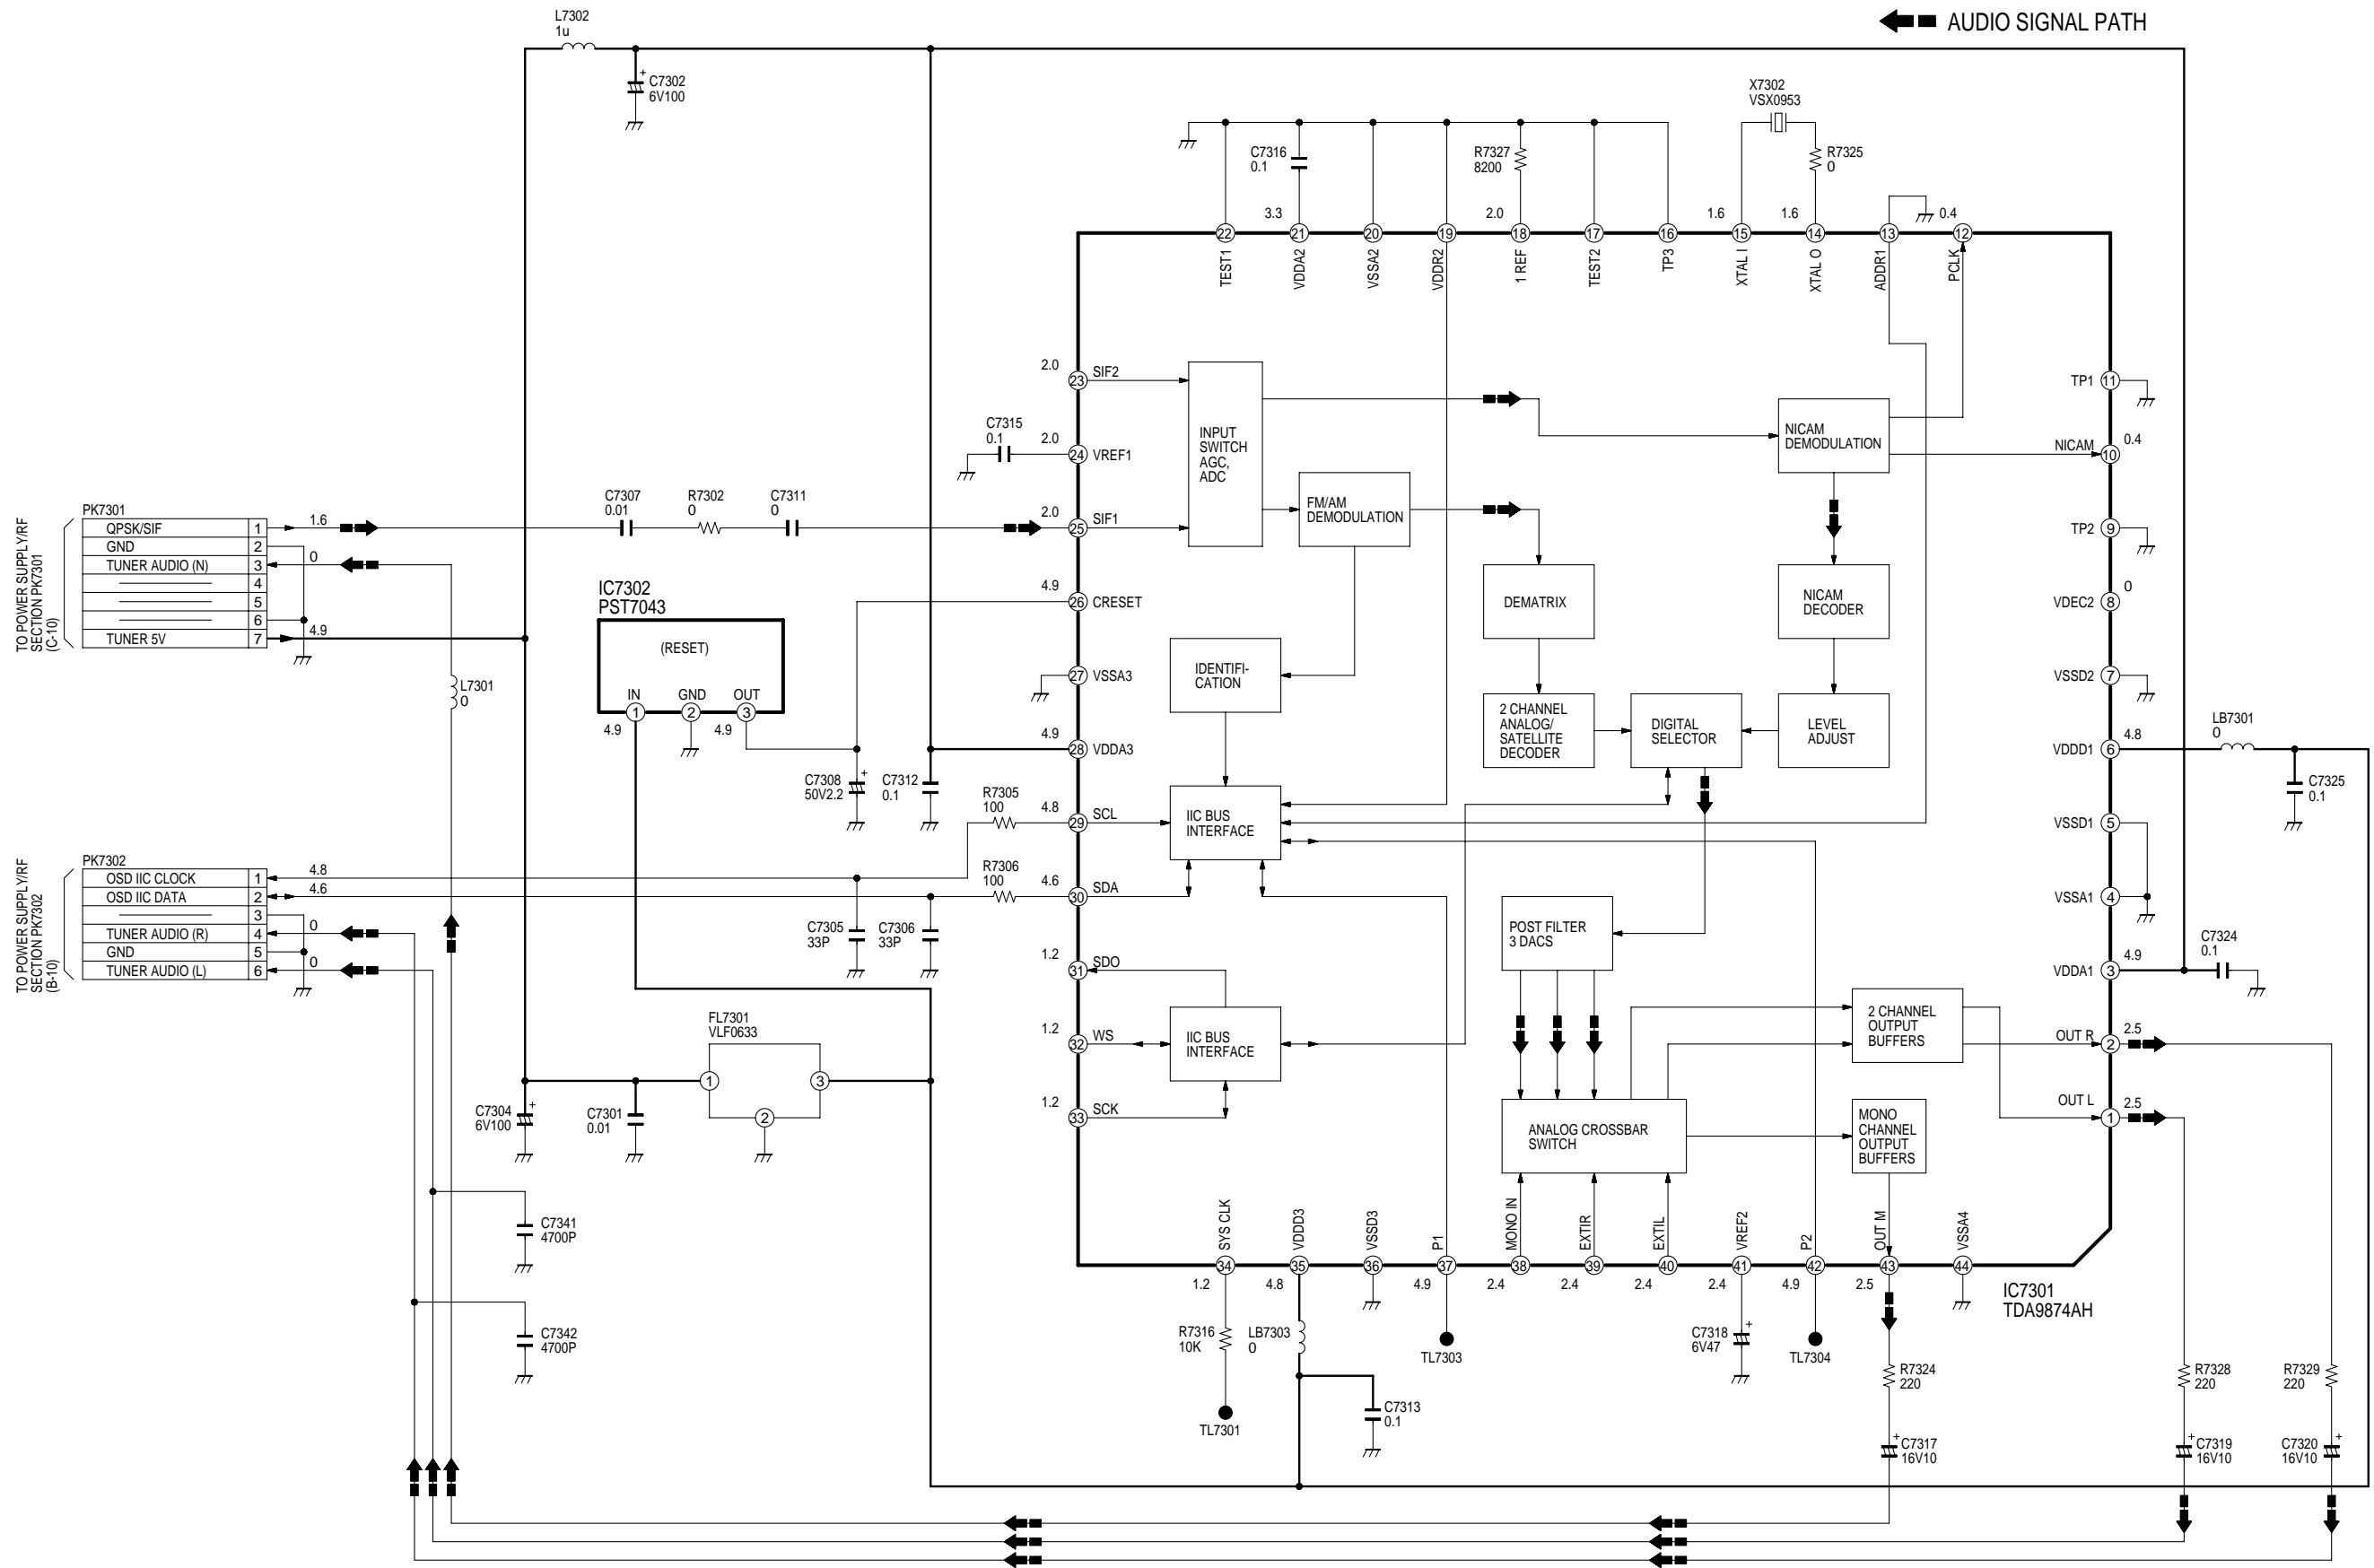 AUDIO SIGNAL PATH
L7302
1u
C7302
6V100
X7302
VSX0953
C7316
0.1
R7327
8200
R7325
0
3.3
2.0
1.6
1.6
0.4
22
21
20
19
18
17
16
15
14
13
12
TEST1
VDDA2
VSSA2
VDDR2
1 REF
TEST2
TP3
XTAL I
XTAL O
ADDR1
PCLK
2.0
23
SIF2
C7315
0.1
2.0
24
VREF1
2.0
25
SIF1
4.9
26
CRESET
27
VSSA3
4.9
28
VDDA3
R7305
100
4.8
29
SCL
R7306
100
4.6
30
SDA
1.2
31
SDO
1.2
32
WS
1.2
33
SCK
TO POWER SUPPLY/RF
SECTION PK7301
(C-10)
PK7301
QPSK/SIF 1
GND 2
TUNER AUDIO (N) 3
4
5
6
TUNER 5V 7
1.6
0
4.9
C7307
0.01
R7302
0
C7311
0
IC7302
PST7043
(RESET)
IN
GND
OUT
1
2
3
4.9
4.9
L7301
0
C7308
50V2.2
C7312
0.1
TO POWER SUPPLY/RF
SECTION PK7302
(B-10)
PK7302
OSD IIC CLOCK 1
OSD IIC DATA 2
3
TUNER AUDIO (R) 4
GND 5
TUNER AUDIO (L) 6
4.8
4.6
0
0
C7305
33P
C7306
33P
FL7301
VLF0633
1
3
2
C7304
6V100
C7301
0.01
C7341
4700P
C7342
4700P
INPUT
SWITCH
AGC,
ADC
FM/AM
DEMODULATION
NICAM
DEMODULATION
DEMATRIX
NICAM
DECODER
IDENTIFI-
CATION
2 CHANNEL
ANALOG/
SATELLITE
DECODER
DIGITAL
SELECTOR
LEVEL
ADJUST
IIC BUS
INTERFACE
POST FILTER
3 DACS
IIC BUS
INTERFACE
2 CHANNEL
OUTPUT
BUFFERS
ANALOG CROSSBAR
SWITCH
MONO
CHANNEL
OUTPUT
BUFFERS
TP1
11
NICAM
10
0.4
TP2
9
VDEC2
8
0
VSSD2
7
VDDD1
6
4.8
LB7301
0
C7325
0.1
VSSD1
5
VSSA1
4
VDDA1
3
4.9
C7324
0.1
OUT R
2
2.5
OUT L
1
2.5
SYS CLK
VDDD3
VSSD3
P1
MONO IN
EXTIR
EXTIL
VREF2
P2
OUT M
VSSA4
34
35
36
37
38
39
40
41
42
43
44
1.2
4.8
4.9
2.4
2.4
2.4
2.4
4.9
2.5
IC7301
TDA9874AH
R7316
10K
LB7303
0
TL7303
C7318
6V47
TL7304
R7324
220
R7328
220
R7329
220
TL7301
C7313
0.1
C7317
16V10
C7319
16V10
C7320
16V10